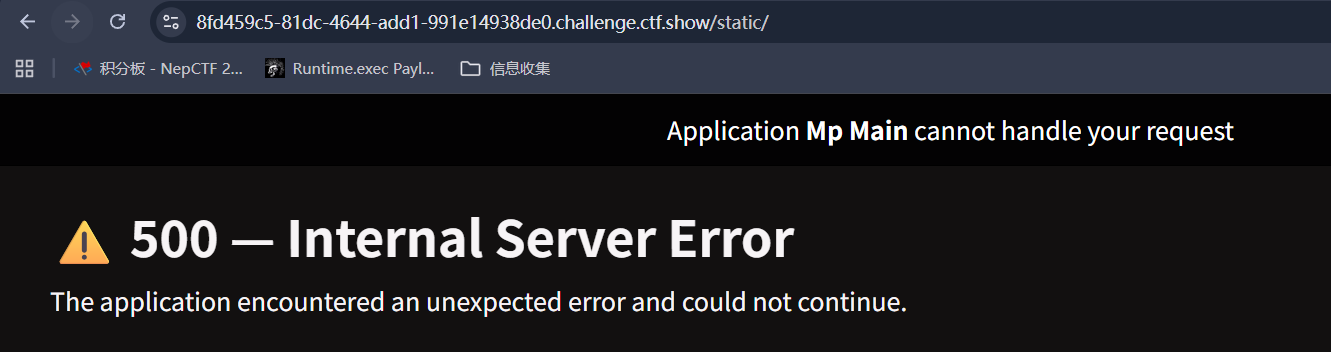 8fd459c5-81dc-4644-add1-991e14938de0.challenge.ctf.show/static/
积分板 - NepCTF 2... Runtime.exec Payl... 信息收集
Application Mp Main cannot handle your request
500 — Internal Server Error
The application encountered an unexpected error and could not continue.